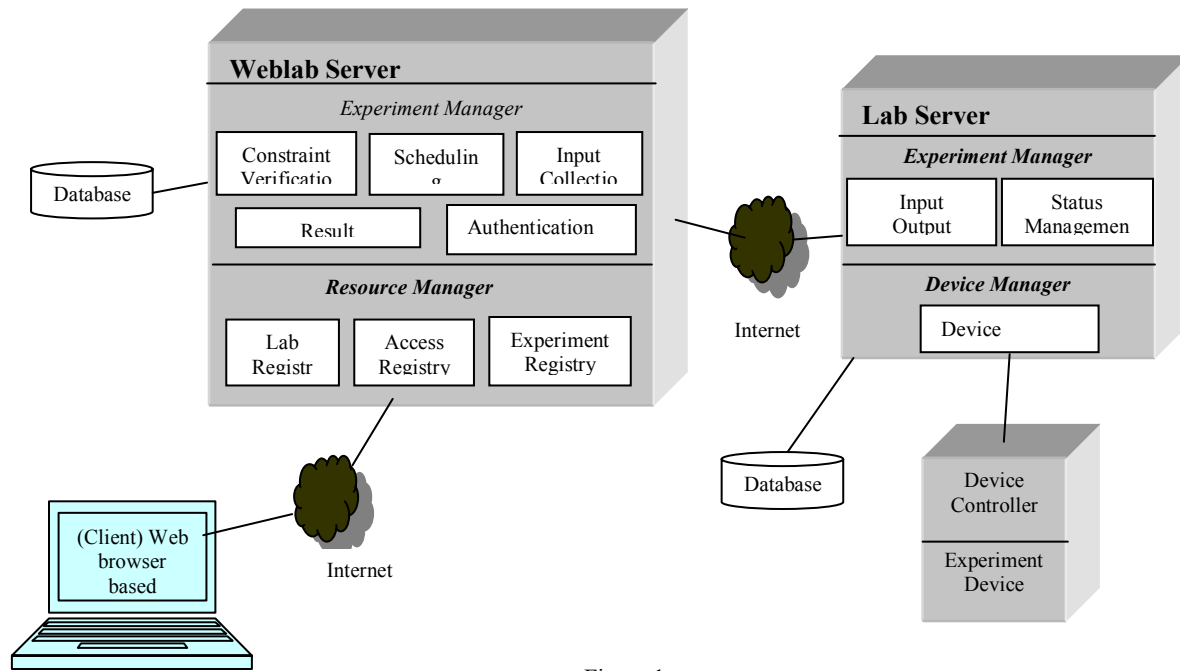 Weblab Server
Experiment Manager
Constraint
Verificatio
Schedulin
g
Input
Collectio
Result
Authentication
Resource Manager
Lab
Registr
Access
Registry
Experiment
Registry
Database
Internet
Lab Server
Experiment Manager
Input
Output
Status
Managemen
Device Manager
Device
Database
Device
Controller
Experiment
Device
Internet
(Client) Web
browser
based
Figure 1